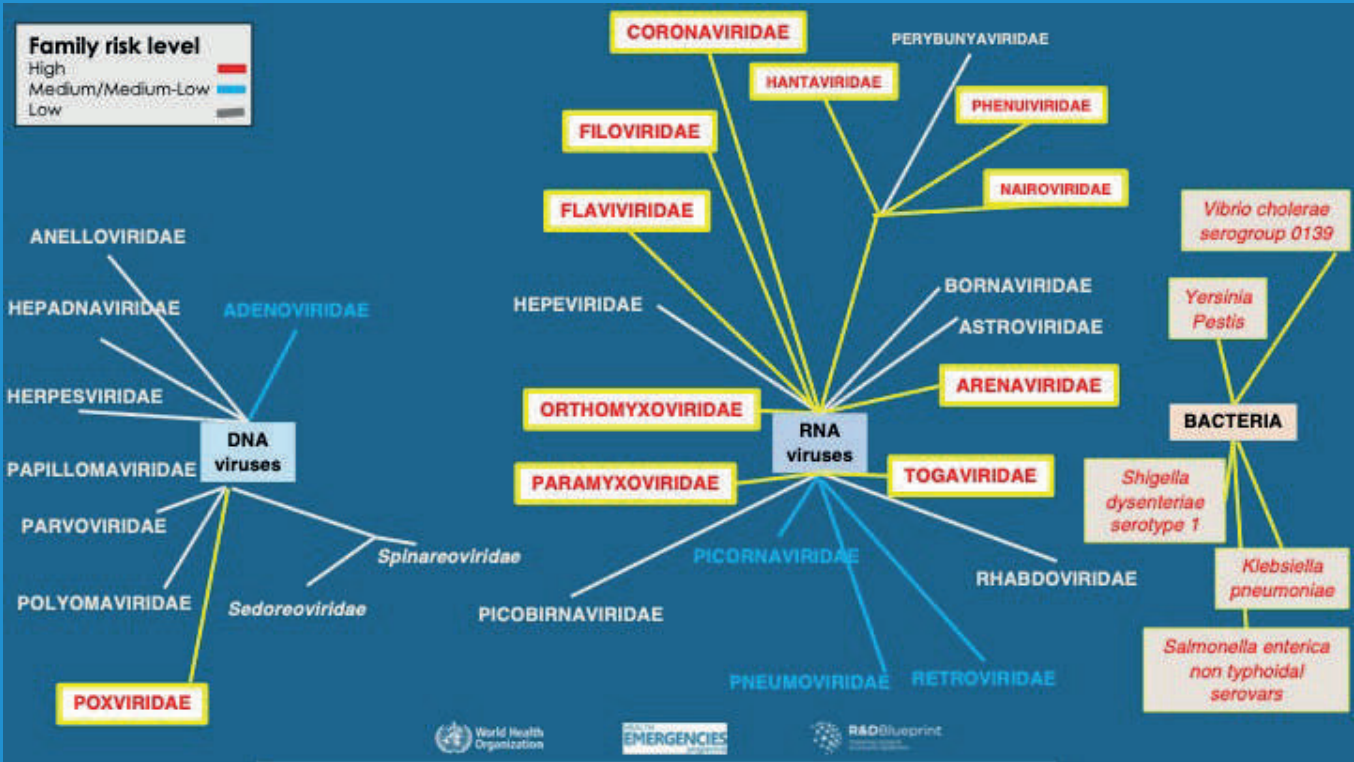 Family risk level
High
Medium/Medium-Low
Low
CORONAVIRIDAE
PERYBUNYAVIRIDAE
HANTAVIRIDAE
PHENUIVIRIDAE
FILOVIRIDAE
NAIROVIRIDAE
FLAVIVIRIDAE
Vibrio cholerae
serogroup 0139
ANELLOVIRIDAE
HEPADNAVIRIDAE
ADENOVIRIDAE
HEPEVIRIDAE
BORNAVIRIDAE
Yersinia
Pestis
ASTROVIRIDAE
HERPESVIRIDAE
ORTHOMYXOVIRIDAE
ARENAVIRIDAE
DNA
viruses
RNA
viruses
BACTERIA
PAPILLOMAVIRIDAE
PARAMYXOVIRIDAE
TOGAVIRIDAE
Shigella
dysenteriae
serotype 1
PARVOVIRIDAE
Spinareoviridae
PICORNAVIRIDAE
RHABDOVIRIDAE
Klebsiella
pneumoniae
POLYOMAVIRIDAE
Sedoreoviridae
PICOBIRNAVIRIDAE
Salmonella enterica
non typhoidal
serovars
PNEUMOVIRIDAE
RETROVIRIDAE
POXVIRIDAE
World Health
Organization
HEALTH
EMERGENCIES
programme
R&DBlueprint